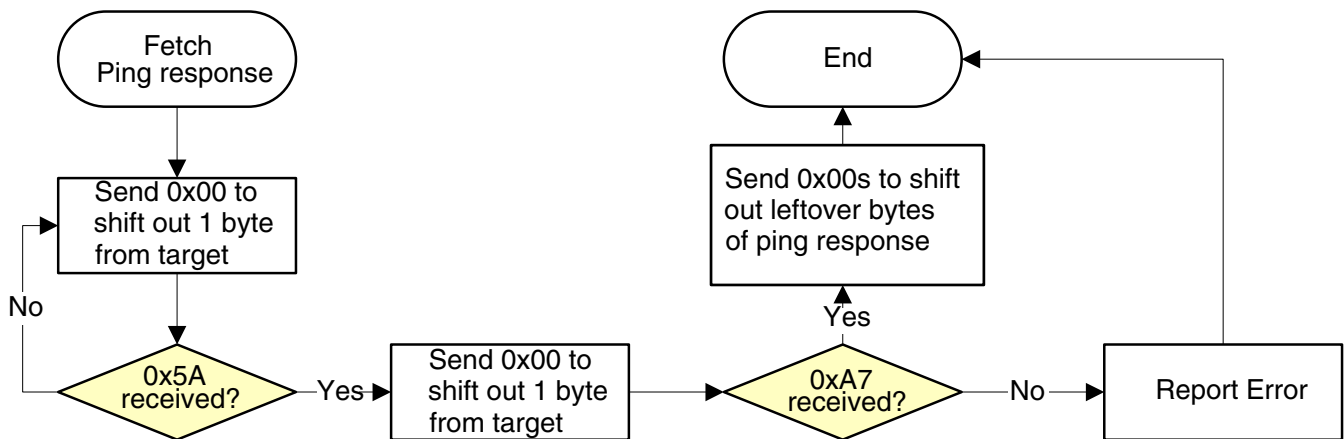 Fetch
Ping response
Send 0x00 to
shift out 1 byte
from target
No
0x5A
received?
Yes
Send 0x00 to
shift out 1 byte
from target
0xA7
received?
Yes
Send 0x00s to shift
out leftover bytes
of ping response
End
No
Report Error